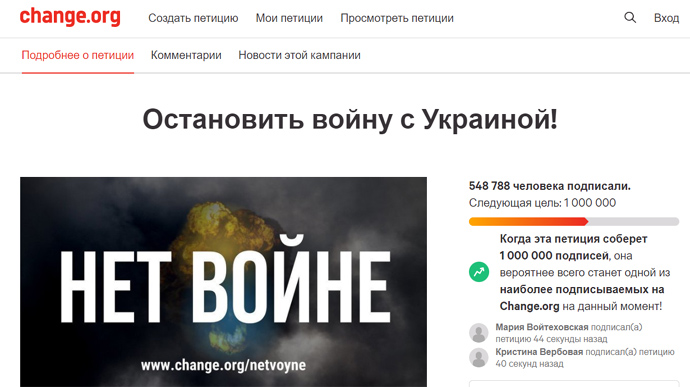 change.org
Создать петицию
Мои петиции
Просмотреть петиции
Вход
Подробнее о петиции
Комментарии
Новости этой кампании
Остановить войну с Украиной!
НЕТ ВОЙНЕ
www.change.org/netvoyne
548 788 человека подписали.
Следующая цель: 1 000 000
Когда эта петиция соберет
1 000 000 подписей, она
вероятнее всего станет одной из
наиболее подписываемых на
Change.org на данный момент!
Мария Войтеховская подписал(а)
петицию 44 секунды назад
Кристина Вербовая подписал(а) петицию
40 секунд назад